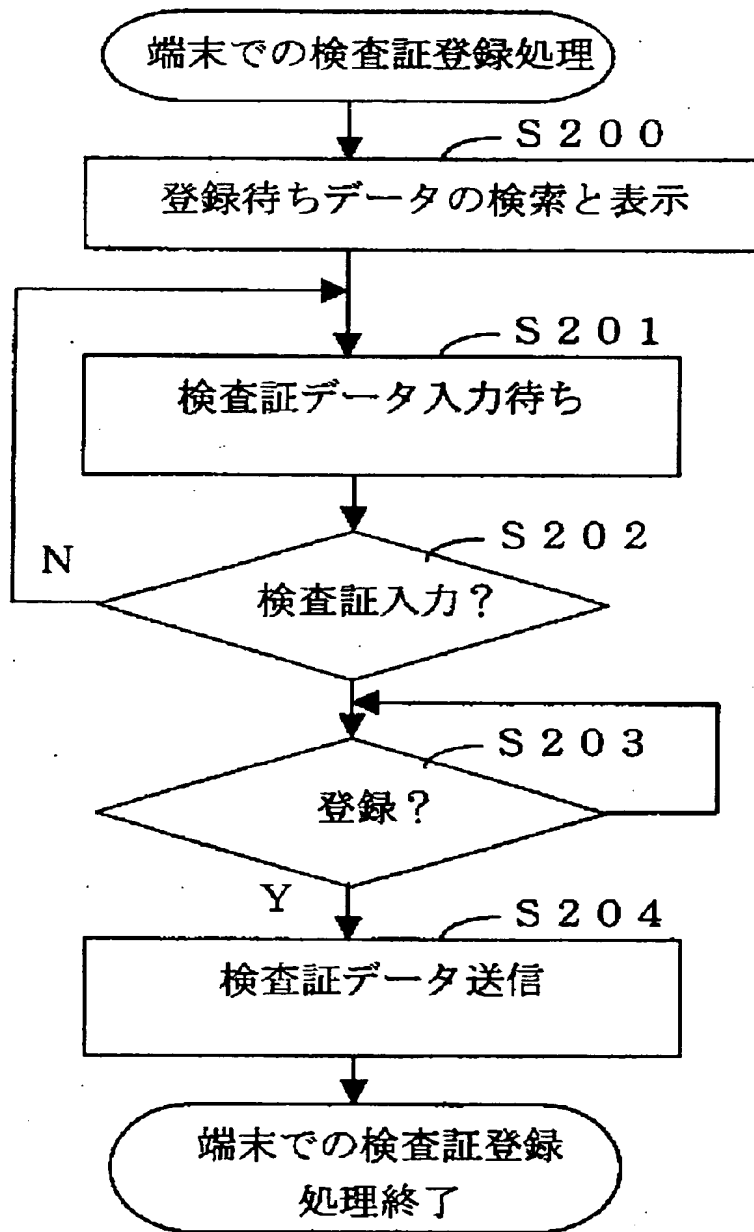 端末での検査証登録処理
S200
登録待ちデータの検索と表示
S201
検査証データ入力待ち
S202
N
検査証入力？
S203
登録？
Y
S204
検査証データ送信
端末での検査証登録
処理終了